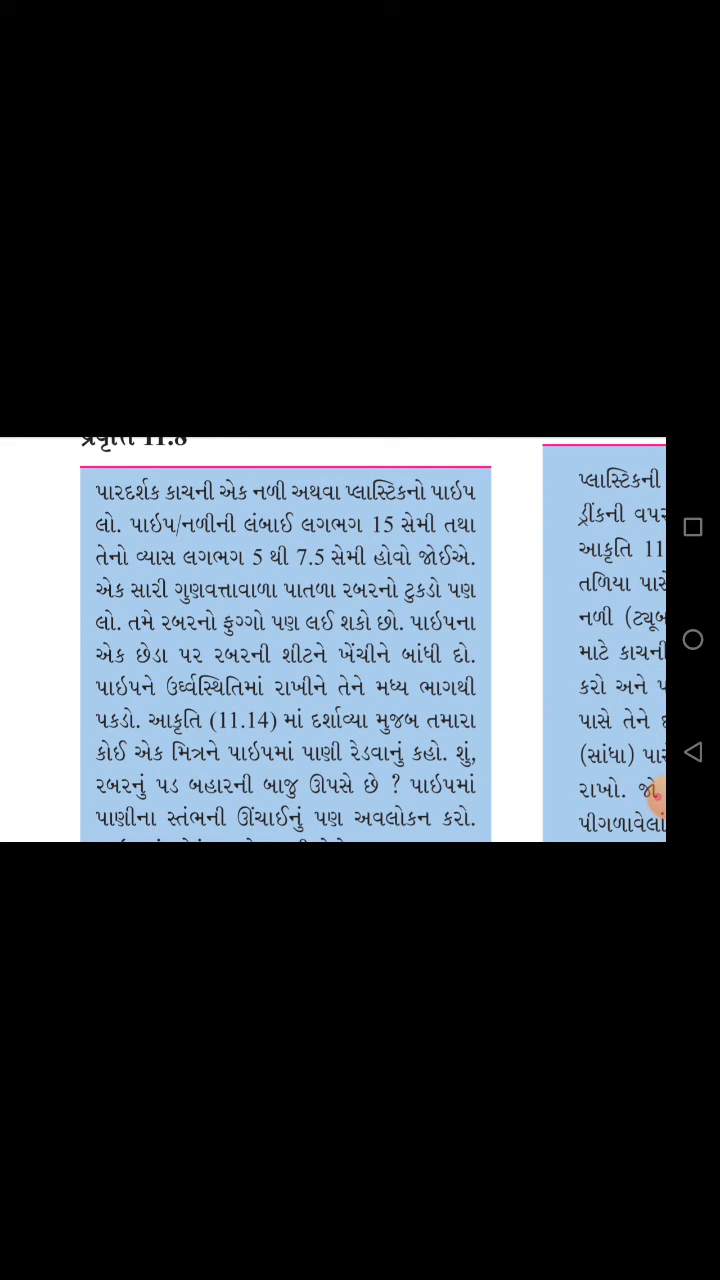 પ્રવૃત્તિ 11.8
પારદર્શક કાચની એક નળી અથવા પ્લાસ્ટિકનો પાઇપ
લો. પાઇપ/નળીની લંબાઈ લગભગ 15 સેમી તથા
તેનો વ્યાસ લગભગ 5 થી 7.5 સેમી હોવો જોઈએ.
એક સારી ગુણવત્તાવાળા પાતળા રબરનો ટુકડો પણ
લો. તમે રબરનો ફુગ્ગો પણ લઈ શકો છો. પાઇપના
એક છેડા પર રબરની શીટને ખેંચીને બાંધી દો.
પાઇપને ઉર્ધ્વસ્થિતિમાં રાખીને તેને મધ્ય ભાગથી
પકડો. આકૃતિ (11.14) માં દર્શાવ્યા મુજબ તમારા
કોઈ એક મિત્રને પાઇપમાં પાણી રેડવાનું કહો. શું,
રબરનું પડ બહારની બાજુ ઊપસે છે ? પાઇપમાં
પાણીના સ્તંભની ઊંચાઈનું પણ અવલોકન કરો.
પ્લાસ્ટિકની
ડ્રીંકની
આકૃતિ 11
તળિયા પાસે
નળી
માટે કાચની
કરો અને
પાસે તેને
(સાંધા)
રાખો. જો